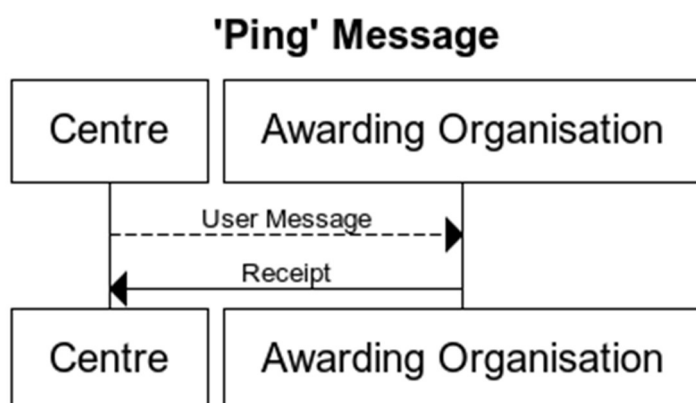 'Ping' Message
Centre
Awarding Organisation
User Message
Receipt
Centre
Awarding Organisation